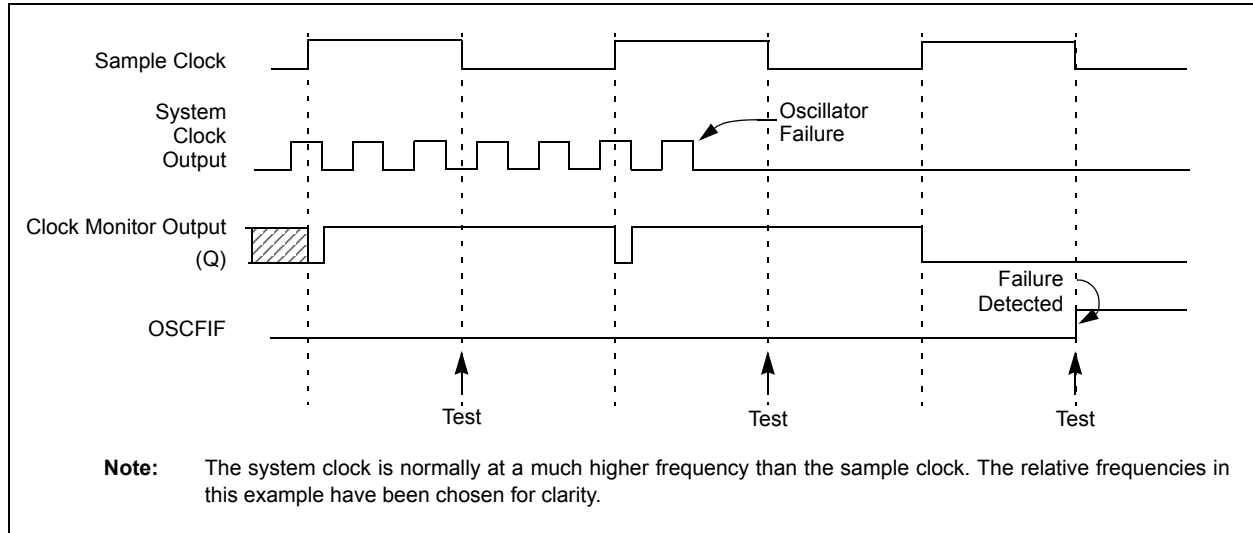 Sample Clock
System
Clock
Output
Oscillator
Failure
Clock Monitor Output
(Q)
Failure
Detected
OSCFIF
Test
Test
Test
Note: The system clock is normally at a much higher frequency than the sample clock. The relative frequencies in
this example have been chosen for clarity.